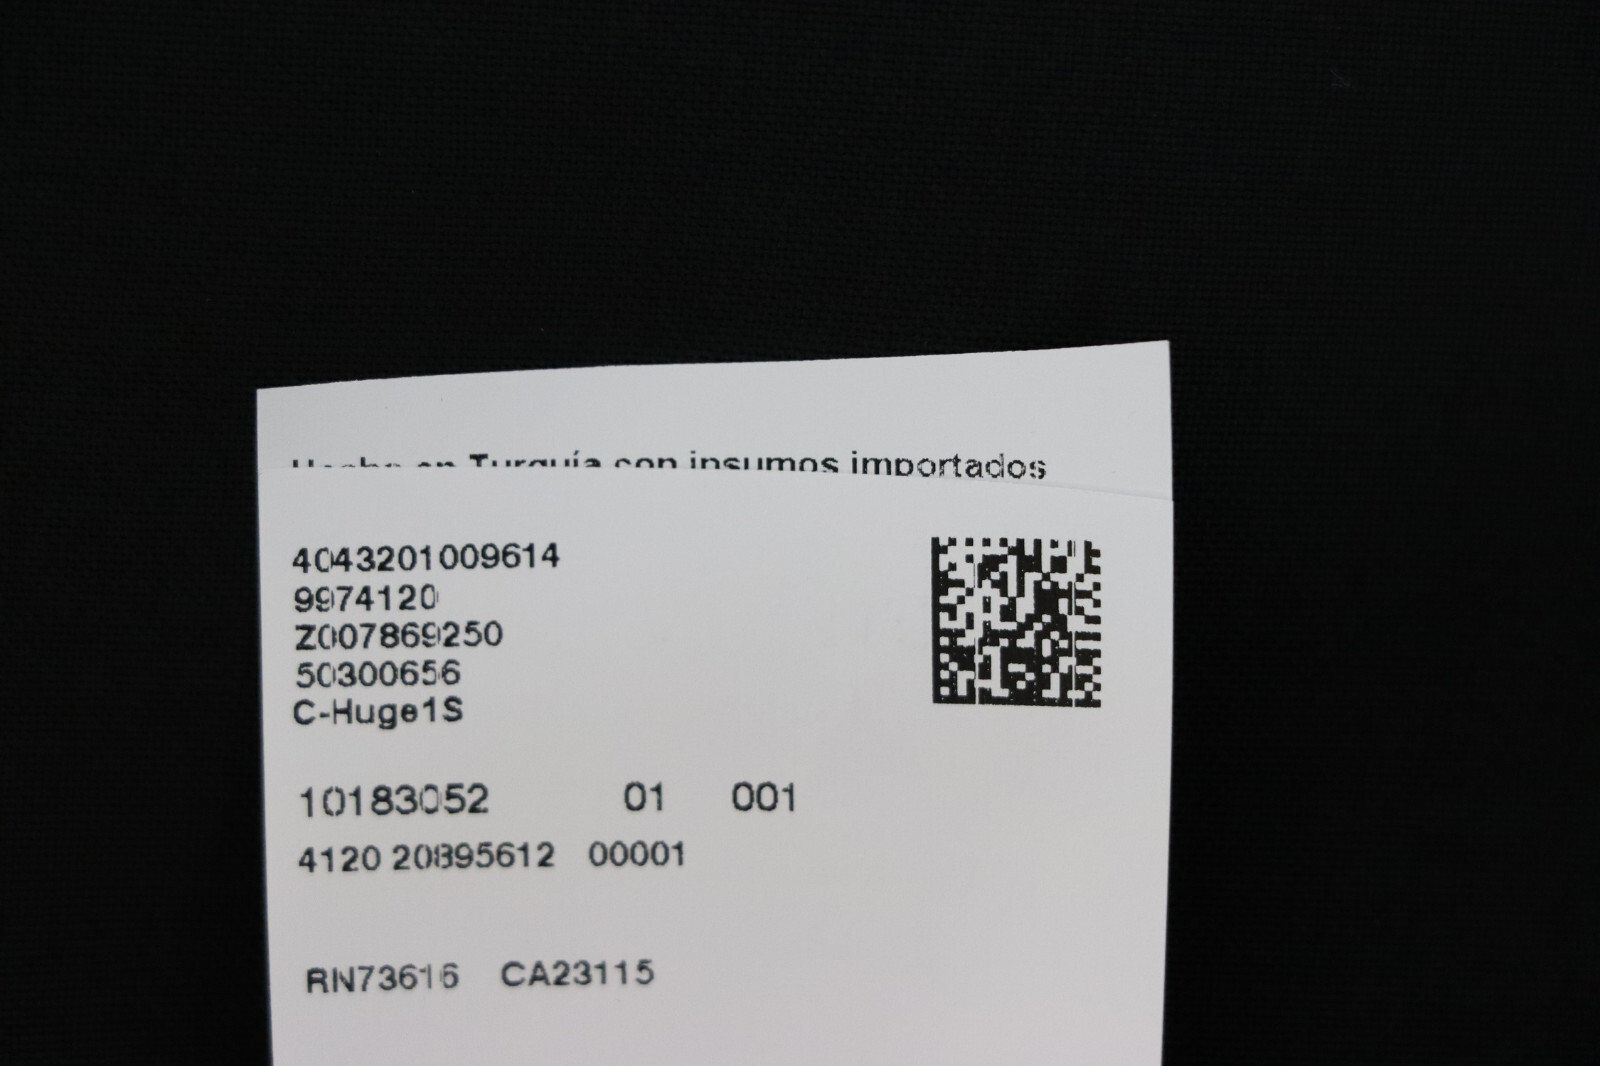 Hecho en Turquía con insumos importados
4043201009614
9974120
Z007869250
50300656
C-Huge1S
10183052 01 001
4120 20895612 00001
RN73616 CA23115